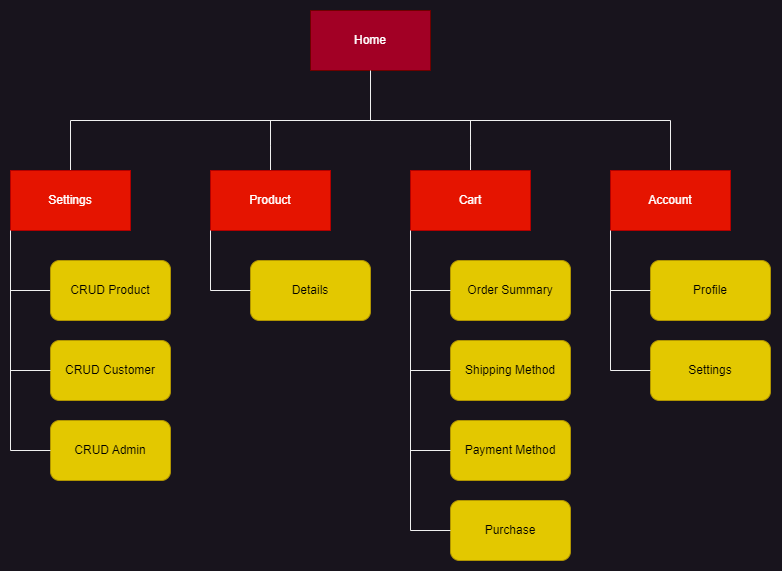 Home
Settings
Product
Cart
Account
CRUD Product
Details
Order Summary
Profile
CRUD Customer
Shipping Method
Settings
CRUD Admin
Payment Method
Purchase